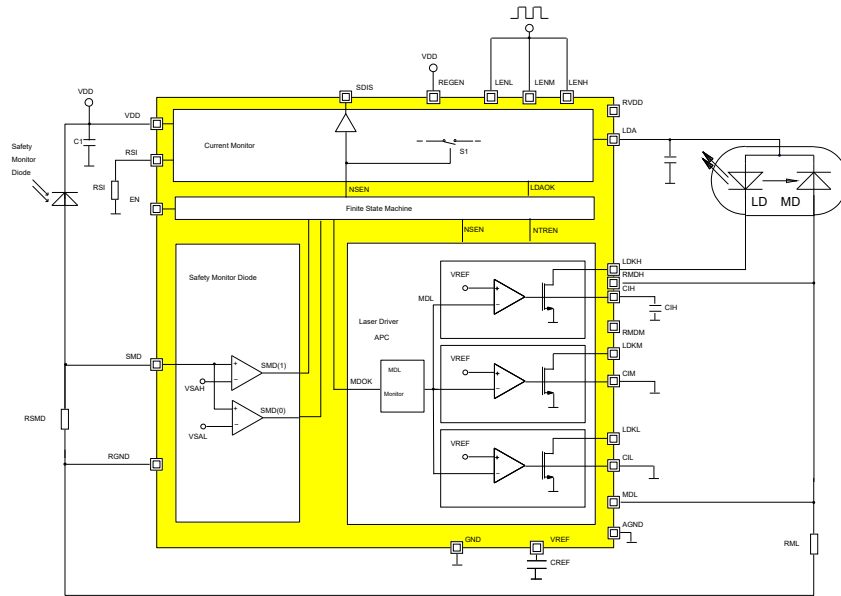 VDD
SDIS
REGEN
LENL
LENM
LENH
RVDD
VDD
VDD
C1
Current Monitor
S1
LDA
Safety
Monitor
Diode
RSI
RSI
NSEN
LDAOK
EN
Finite State Machine
LD
MD
NSEN
NTREN
LDKH
RMDH
CIH
CIH
Safety Monitor Diode
VREF
+
−
MDL
Laser Driver
APC
RMDM
LDKM
SMD
+
−
SMD(1)
VSAH
MDOK
MDL
Monitor
VREF
+
−
CIM
+
−
SMD(0)
VSAL
RSMD
LDKL
VREF
+
−
CIL
RGND
MDL
AGND
GND
VREF
CREF
RML